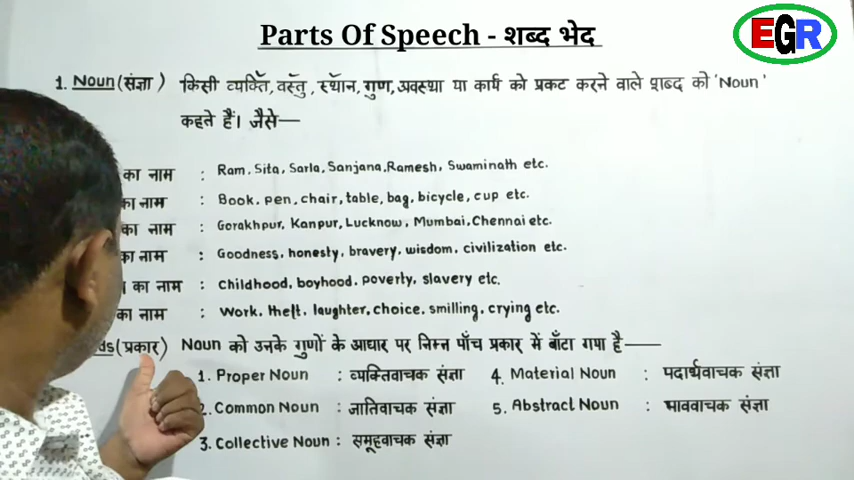 Parts Of Speech - शब्द भेद
EGR
1. Noun (संज्ञा) किसी व्यक्ति, वस्तु, स्थान, गुण, अवस्था या कार्य को प्रकट करने वाले शब्द को 'Noun'
कहते हैं। जैसे—
का नाम : Ram, Sita, Sarla, Sanjana, Ramesh, Swaminath etc.
का नाम : Book, pen, chair, table, bag, bicycle, cup etc.
का नाम : Gorakhpur, Kanpur, Lucknow, Mumbai, Chennai etc.
का नाम : Goodness, honesty, bravery, wisdom, civilization etc.
का नाम : Childhood, boyhood, poverty, slavery etc.
का नाम : Work, theft, laughter, choice, smilling, crying etc.
ds (प्रकार) Noun को उनके गुणों के आधार पर निम्न पाँच प्रकार में बाँटा गया है—
1. Proper Noun : व्यक्तिवाचक संज्ञा 4. Material Noun : पदार्थवाचक संज्ञा
2. Common Noun : जातिवाचक संज्ञा 5. Abstract Noun : भाववाचक संज्ञा
3. Collective Noun : समूहवाचक संज्ञा